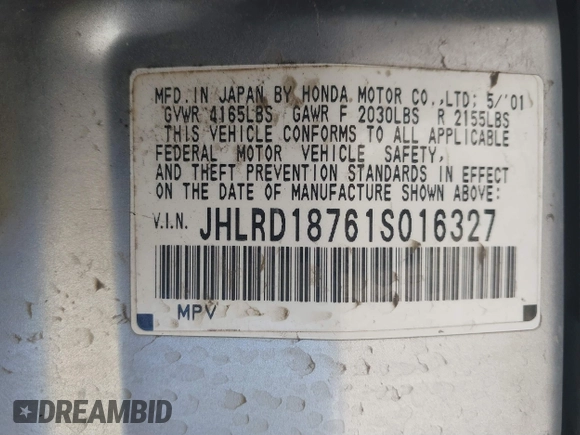 MFD. IN JAPAN BY HONDA MOTOR CO.,LTD; 5/'01
GVWR 4165LBS GAWR F 2030LBS R 2155LBS
THIS VEHICLE CONFORMS TO ALL APPLICABLE
FEDERAL MOTOR VEHICLE SAFETY,
AND THEFT PREVENTION STANDARDS IN EFFECT
ON THE DATE OF MANUFACTURE SHOWN ABOVE:
V.I.N. JHLRD18761S016327
MPV
DREAMBID